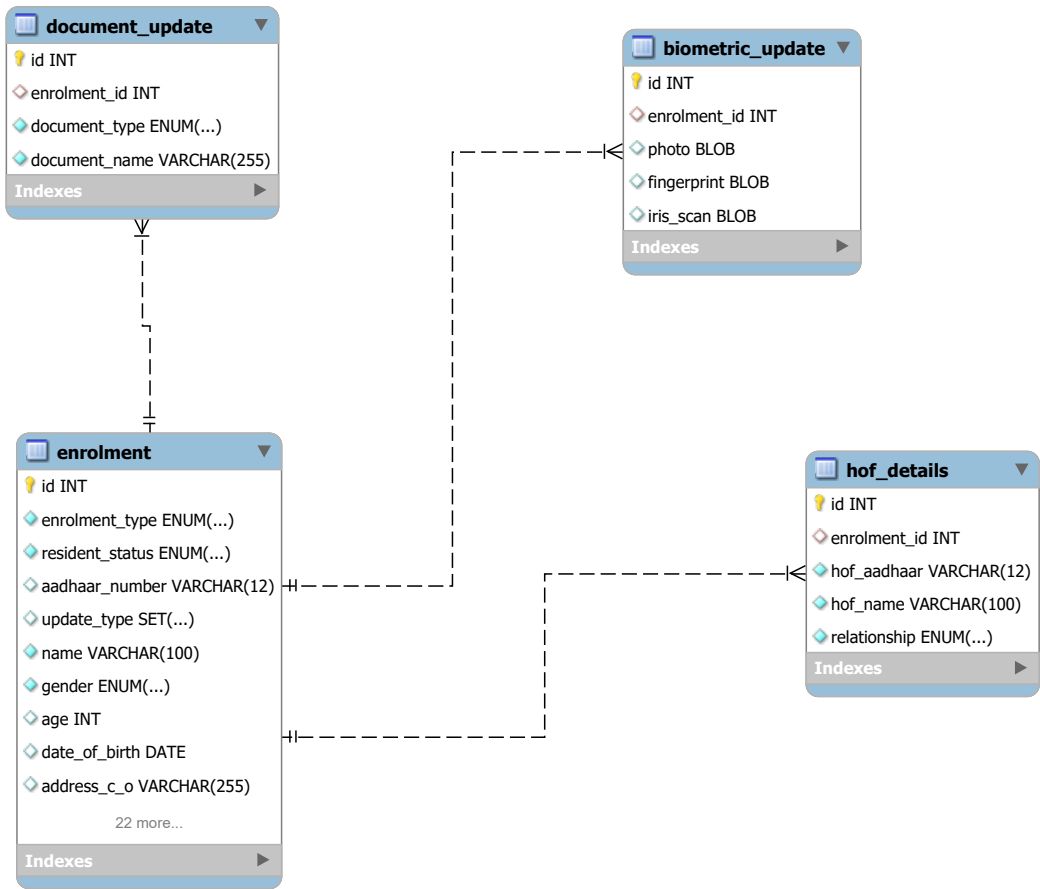 document_update
id INT
enrolment_id INT
document_type ENUM(...)
document_name VARCHAR(255)
Indexes
biometric_update
id INT
enrolment_id INT
photo BLOB
fingerprint BLOB
iris_scan BLOB
Indexes
enrolment
id INT
enrolment_type ENUM(...)
resident_status ENUM(...)
aadhaar_number VARCHAR(12)
update_type SET(...)
name VARCHAR(100)
gender ENUM(...)
age INT
date_of_birth DATE
address_c_o VARCHAR(255)
22 more...
Indexes
hof_details
id INT
enrolment_id INT
hof_aadhaar VARCHAR(12)
hof_name VARCHAR(100)
relationship ENUM(...)
Indexes